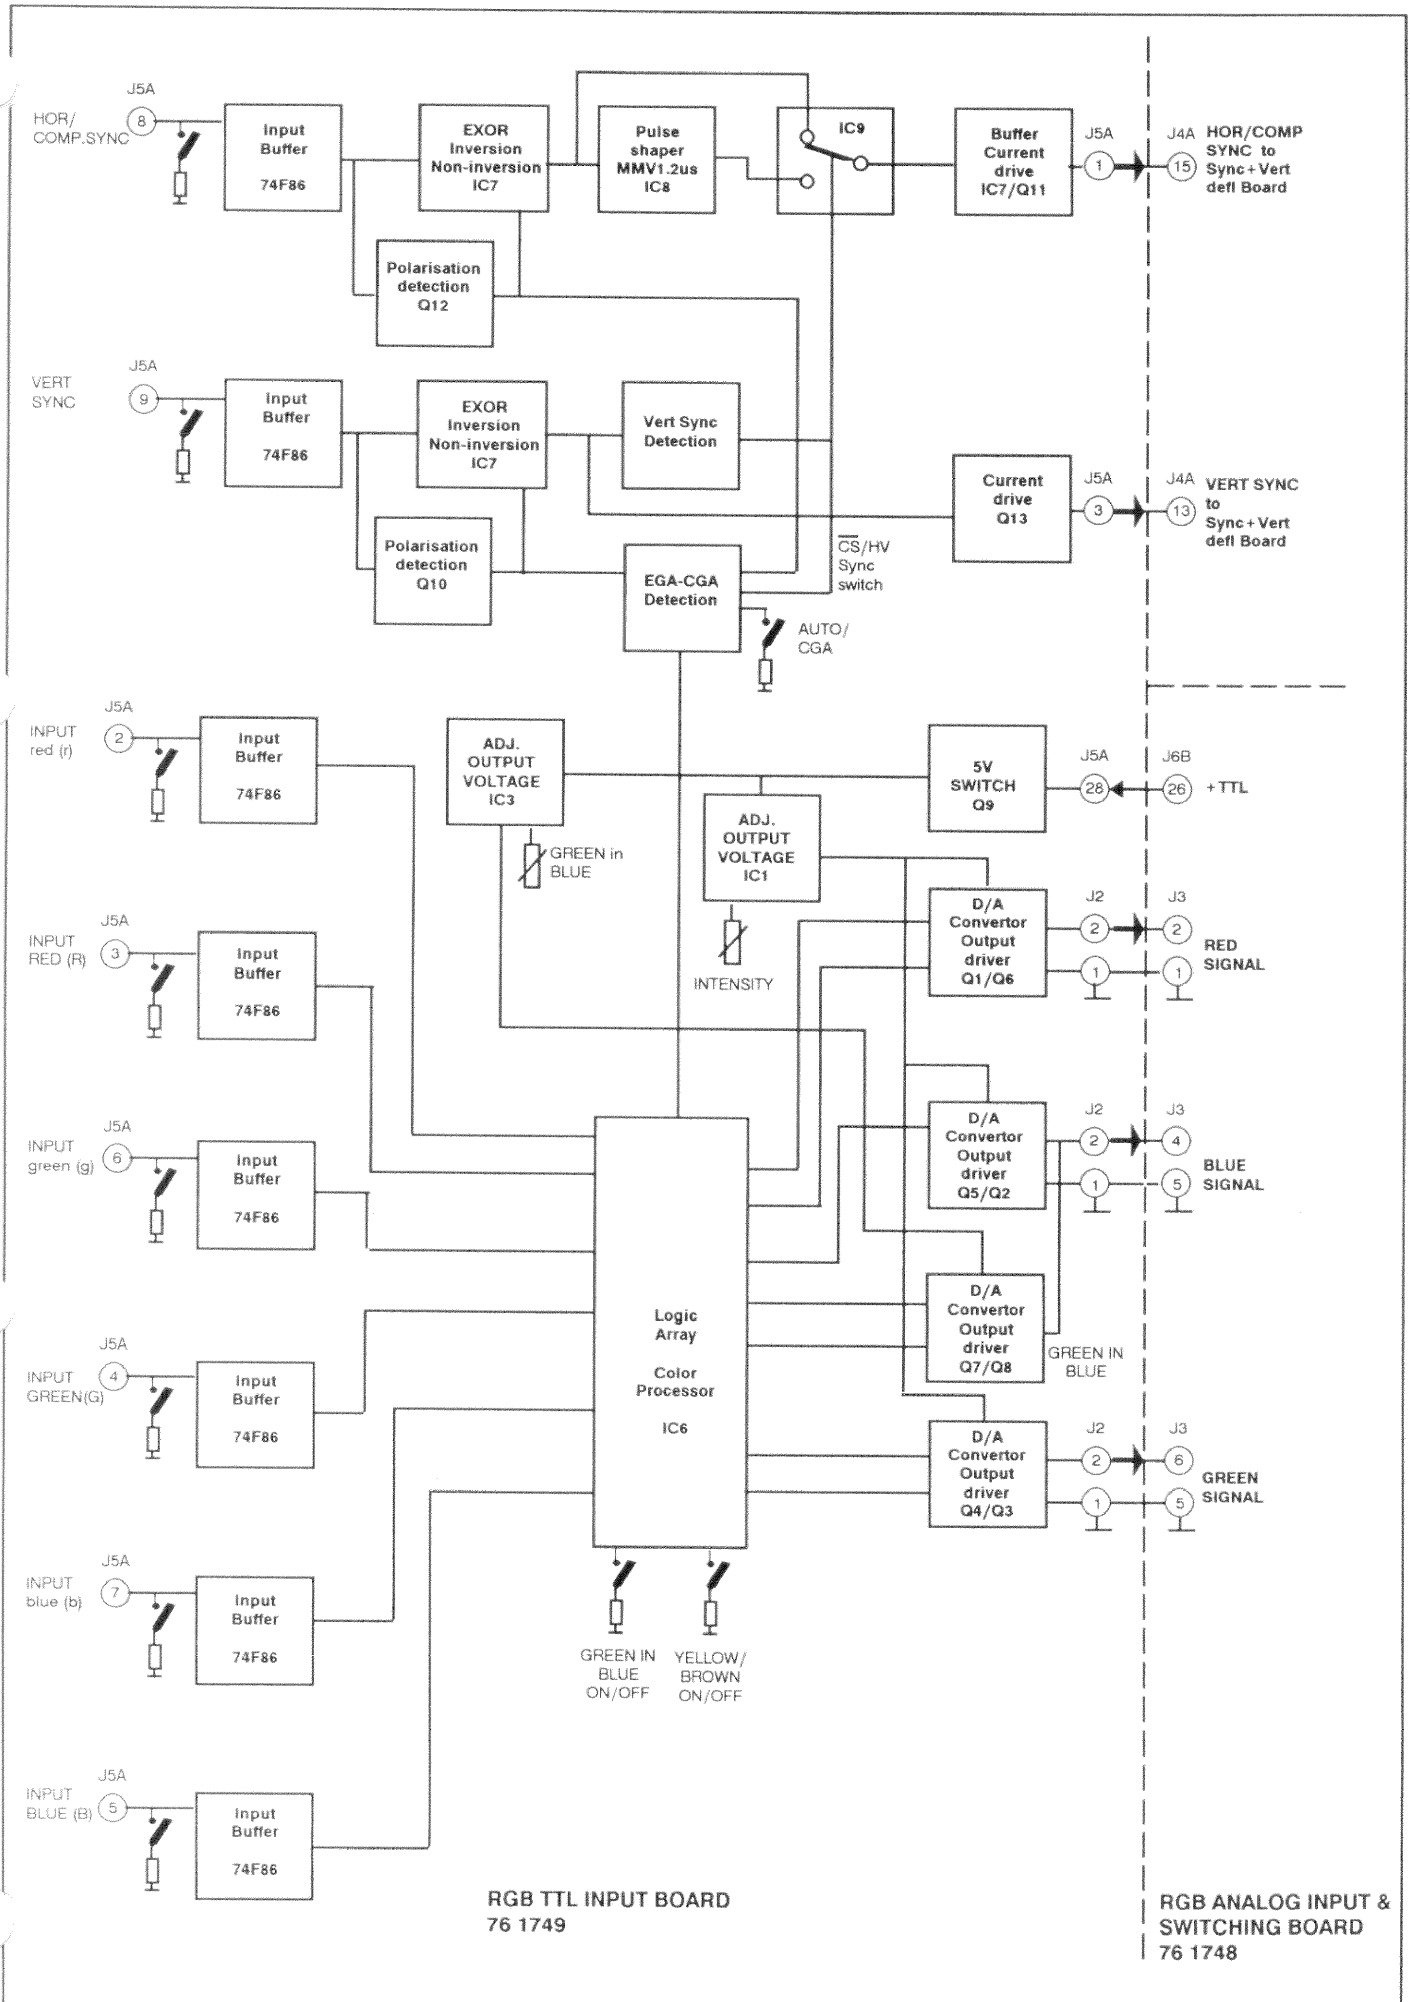 J5A
8
HOR/
COMP.SYNC
Input
Buffer
74F86
EXOR
Inversion
Non-inversion
IC7
Pulse
shaper
MMV1.2us
IC8
IC9
Buffer
Current
drive
IC7/Q11
J5A
1
J4A
15
HOR/COMP
SYNC to
Sync+Vert
defl Board
Polarisation
detection
Q12
J5A
9
VERT
SYNC
Input
Buffer
74F86
EXOR
Inversion
Non-inversion
IC7
Vert Sync
Detection
Current
drive
Q13
J5A
3
J4A
13
VERT SYNC
to
Sync+Vert
defl Board
Polarisation
detection
Q10
EGA-CGA
Detection
CS/HV
Sync
switch
AUTO/
CGA
J5A
2
INPUT
red (r)
Input
Buffer
74F86
ADJ.
OUTPUT
VOLTAGE
IC3
GREEN in
BLUE
ADJ.
OUTPUT
VOLTAGE
IC1
INTENSITY
5V
SWITCH
Q9
J5A
28
J6B
26
+TTL
J5A
3
INPUT
RED (R)
Input
Buffer
74F86
D/A
Convertor
Output
driver
Q1/Q6
J2
2
1
J3
2
1
RED
SIGNAL
J5A
6
INPUT
green (g)
Input
Buffer
74F86
D/A
Convertor
Output
driver
Q5/Q2
J2
2
1
J3
4
5
BLUE
SIGNAL
Logic
Array
Color
Processor
IC6
D/A
Convertor
Output
driver
Q7/Q8
GREEN IN
BLUE
J5A
4
INPUT
GREEN(G)
Input
Buffer
74F86
D/A
Convertor
Output
driver
Q4/Q3
J2
2
1
J3
6
5
GREEN
SIGNAL
J5A
7
INPUT
blue (b)
Input
Buffer
74F86
GREEN IN
BLUE
ON/OFF
YELLOW/
BROWN
ON/OFF
J5A
5
INPUT
BLUE (B)
Input
Buffer
74F86
RGB TTL INPUT BOARD
76 1749
RGB ANALOG INPUT &
SWITCHING BOARD
76 1748